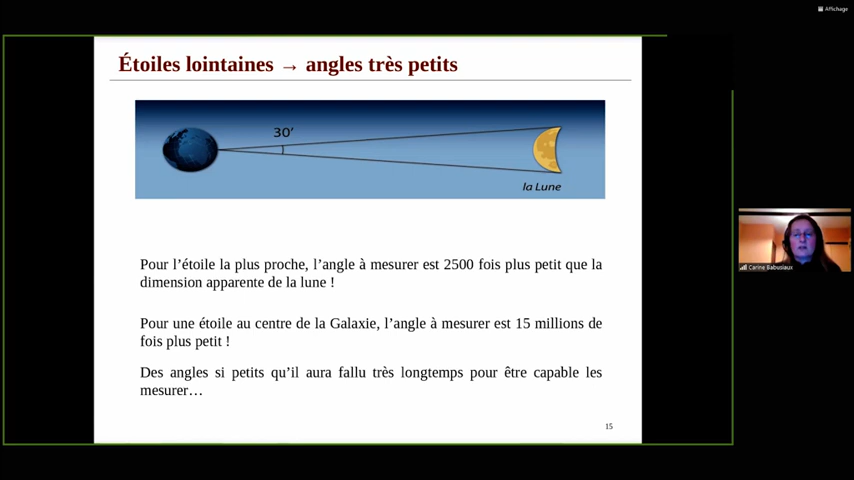 Affichage
Étoiles lointaines → angles très petits
30’
la Lune
Pour l’étoile la plus proche, l’angle à mesurer est 2500 fois plus petit que la
dimension apparente de la lune !
Pour une étoile au centre de la Galaxie, l’angle à mesurer est 15 millions de
fois plus petit !
Des angles si petits qu’il aura fallu très longtemps pour être capable les
mesurer…
15
Carine Babusiaux